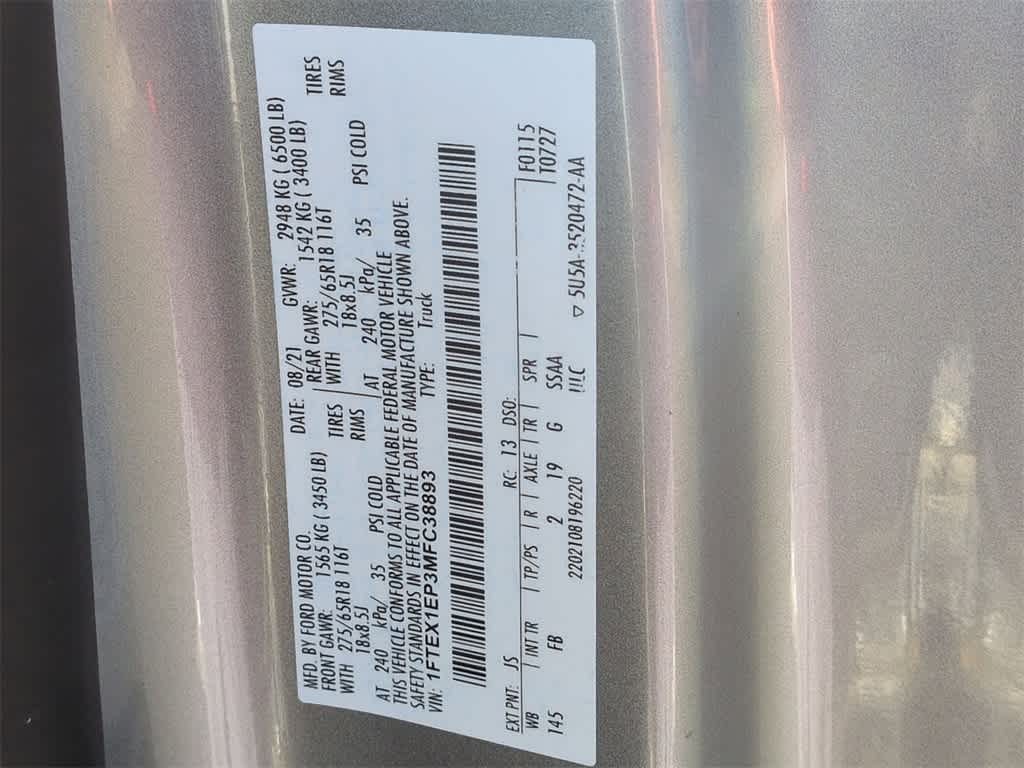 MFD. BY FORD MOTOR CO. DATE: 08/21 GVWR: 2948 KG ( 6500 LB)
FRONT GAWR: 1565 KG ( 3450 LB) REAR GAWR: 1542 KG ( 3400 LB)
WITH 275/65R18 116T TIRES WITH 275/65R18 116T TIRES
18x8.5J RIMS 18x8.5J RIMS
AT 240 kPa/ 35 PSI COLD AT 240 kPa/ 35 PSI COLD
THIS VEHICLE CONFORMS TO ALL APPLICABLE FEDERAL MOTOR VEHICLE
SAFETY STANDARDS IN EFFECT ON THE DATE OF MANUFACTURE SHOWN ABOVE.
VIN: 1FTEX1EP3MFC38893 TYPE: Truck
EXT PNT: JS RC: 13 DSO: F0115
WB | INT TR | TP/PS | R | AXLE | TR | SPR | T0727
145 FB 2 19 G SSAA
2202108196220 ▽ 5U5A-3520472-AA